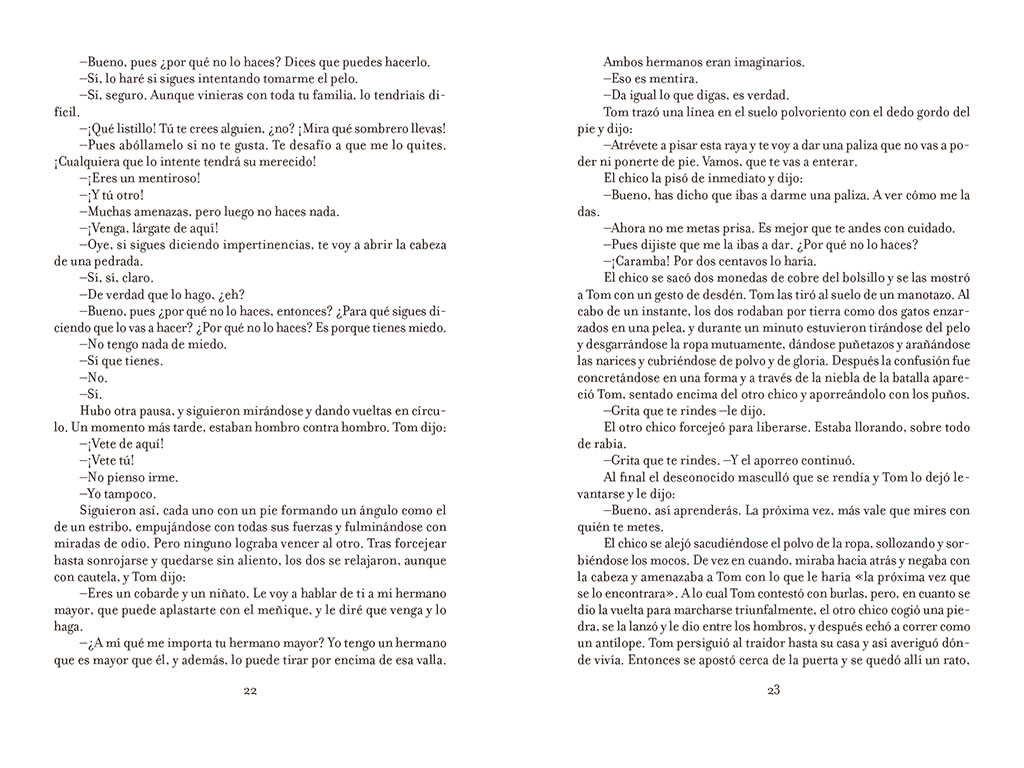 —Bueno, pues ¿por qué no lo haces? Dices que puedes hacerlo.
—Sí, lo haré si sigues intentando tomarme el pelo.
—Sí, seguro. Aunque vinieras con toda tu familia, lo tendríais di-
fícil.
—¡Qué listillo! Tú te crees alguien, ¿no? ¡Mira qué sombrero llevas!
—Pues abóllamelo si no te gusta. Te desafío a que me lo quites.
¡Cualquiera que lo intente tendrá su merecido!
—¡Eres un mentiroso!
—¡Y tú otro!
—Muchas amenazas, pero luego no haces nada.
—¡Venga, lárgate de aquí!
—Oye, si sigues diciendo impertinencias, te voy a abrir la cabeza
de una pedrada.
—Sí, sí, claro.
—De verdad que lo hago, ¿eh?
—Bueno, pues ¿por qué no lo haces, entonces? ¿Para qué sigues di-
ciendo que lo vas a hacer? ¿Por qué no lo haces? Es porque tienes miedo.
—No tengo nada de miedo.
—Sí que tienes.
—No.
—Sí.
Hubo otra pausa, y siguieron mirándose y dando vueltas en círcu-
lo. Un momento más tarde, estaban hombro contra hombro. Tom dijo:
—¡Vete de aquí!
—¡Vete tú!
—No pienso irme.
—Yo tampoco.
Siguieron así, cada uno con un pie formando un ángulo como el
de un estribo, empujándose con todas sus fuerzas y fulminándose con
miradas de odio. Pero ninguno lograba vencer al otro. Tras forcejear
hasta sonrojarse y quedarse sin aliento, los dos se relajaron, aunque
con cautela, y Tom dijo:
—Eres un cobarde y un niñato. Le voy a hablar de ti a mi hermano
mayor, que puede aplastarte con el meñique, y le diré que venga y lo
haga.
—¿A mí qué me importa tu hermano mayor? Yo tengo un hermano
que es mayor que él, y además, lo puede tirar por encima de esa valla.
22
Ambos hermanos eran imaginarios.
—Eso es mentira.
—Da igual lo que digas, es verdad.
Tom trazó una línea en el suelo polvoriento con el dedo gordo del
pie y dijo:
—Atrévete a pisar esta raya y te voy a dar una paliza que no vas a po-
der ni ponerte de pie. Vamos, que te vas a enterar.
El chico la pisó de inmediato y dijo:
—Bueno, has dicho que ibas a darme una paliza. A ver cómo me la
das.
—Ahora no me metas prisa. Es mejor que te andes con cuidado.
—Pues dijiste que me la ibas a dar. ¿Por qué no lo haces?
—¡Caramba! Por dos centavos lo haría.
El chico se sacó dos monedas de cobre del bolsillo y se las mostró
a Tom con un gesto de desdén. Tom las tiró al suelo de un manotazo. Al
cabo de un instante, los dos rodaban por tierra como dos gatos enzar-
zados en una pelea, y durante un minuto estuvieron tirándose del pelo
y desgarrándose la ropa mutuamente, dándose puñetazos y arañándose
las narices y cubriéndose de polvo y de gloria. Después la confusión fue
concretándose en una forma y a través de la niebla de la batalla apare-
ció Tom, sentado encima del otro chico y aporreándolo con los puños.
—Grita que te rindes —le dijo.
El otro chico forcejeó para liberarse. Estaba llorando, sobre todo
de rabia.
—Grita que te rindes. —Y el aporreo continuó.
Al final el desconocido masculló que se rendía y Tom lo dejó le-
vantarse y le dijo:
—Bueno, así aprenderás. La próxima vez, más vale que mires con
quién te metes.
El chico se alejó sacudiéndose el polvo de la ropa, sollozando y sor-
biéndose los mocos. De vez en cuando, miraba hacia atrás y negaba con
la cabeza y amenazaba a Tom con lo que le haría «la próxima vez que
se lo encontrara». A lo cual Tom contestó con burlas, pero, en cuanto se
dio la vuelta para marcharse triunfalmente, el otro chico cogió una pie-
dra, se la lanzó y le dio entre los hombros, y después echó a correr como
un antílope. Tom persiguió al traidor hasta su casa y así averiguó dón-
de vivía. Entonces se apostó cerca de la puerta y se quedó allí un rato,
23